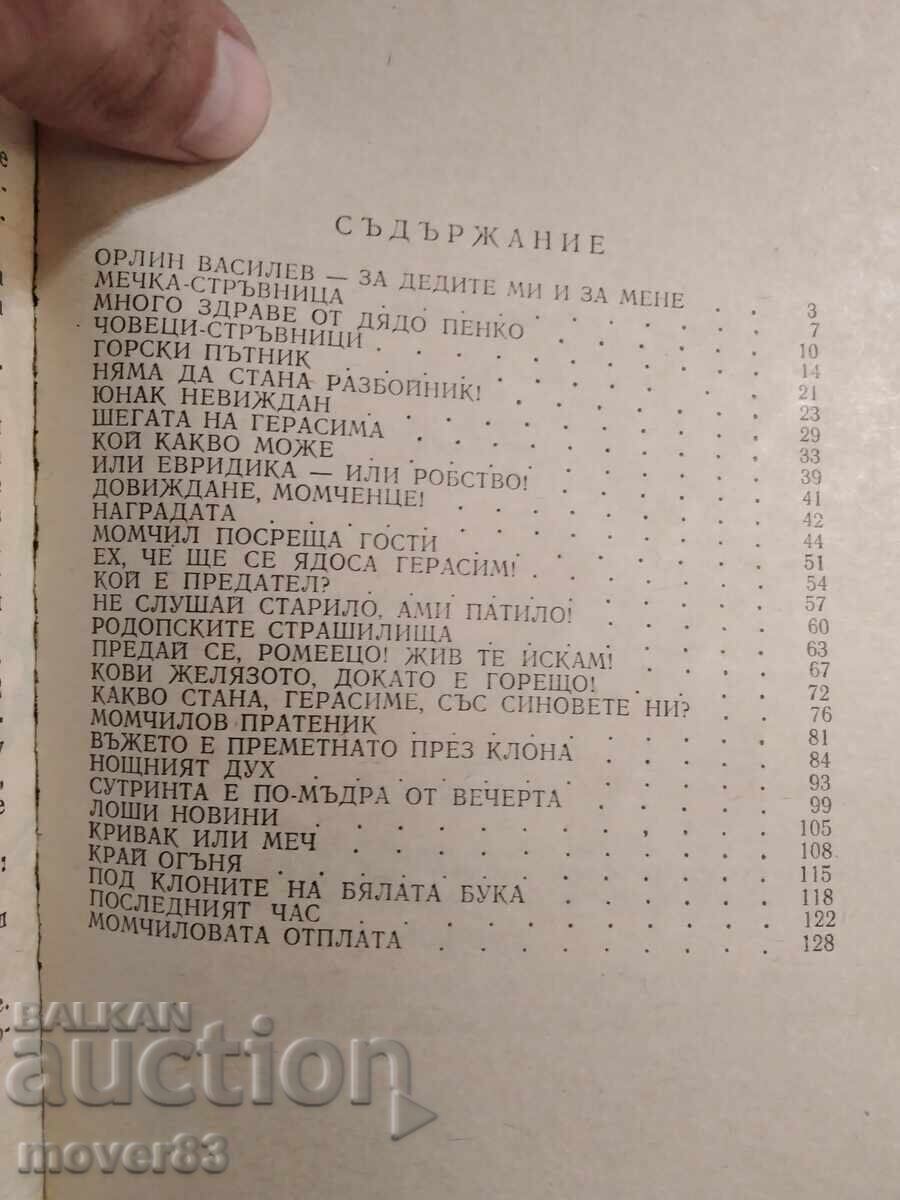 СЪДЪРЖАНИЕ
ОРЛИН ВАСИЛЕВ — ЗА ДЕДИТЕ МИ И ЗА МЕНЕ . . 3
МЕЧКА-СТРЪВНИЦА . . . . . . . 7
МНОГО ЗДРАВЕ ОТ ДЯДО ПЕНКО . . . . 10
ЧОВЕЦИ-СТРЪВНИЦИ . . . . . . . 14
ГОРСКИ ПЪТНИК . . . . . . . . 21
НЯМА ДА СТАНА РАЗБОЙНИК! . . . . . 23
ЮНАК НЕВИЖДАН . . . . . . . . 29
ШЕГАТА НА ГЕРАСИМА . . . . . . . 33
КОЙ КАКВО МОЖЕ . . . . . . . . 39
ИЛИ ЕВРИДИКА — ИЛИ РОБСТВО! . . . . 41
ДОВИЖДАНЕ, МОМЧЕНЦЕ! . . . . . . 42
НАГРАДАТА . . . . . . . . . 44
МОМЧИЛ ПОСРЕЩА ГОСТИ . . . . . . 51
ЕХ, ЧЕ ЩЕ СЕ ЯДОСА ГЕРАСИМ! . . . . 54
КОЙ Е ПРЕДАТЕЛ? . . . . . . . . 57
НЕ СЛУШАЙ СТАРИЛО, АМИ ПАТИЛО! . . . 60
РОДОПСКИТЕ СТРАШИЛИЩА . . . . . 63
ПРЕДАЙ СЕ, РОМЕЕЦО! ЖИВ ТЕ ИСКАМ! . . . 67
КОВИ ЖЕЛЯЗОТО, ДОКАТО Е ГОРЕЩО! . . . 72
КАКВО СТАНА, ГЕРАСИМЕ, СЪС СИНОВЕТЕ НИ? . . 76
МОМЧИЛОВ ПРАТЕНИК . . . . . . . 81
ВЪЖЕТО Е ПРЕМЕТНАТО ПРЕЗ КЛОНА . . . . 84
НОЩНИЯТ ДУХ . . . . . . . . 93
СУТРИНТА Е ПО-МЪДРА ОТ ВЕЧЕРТА . . . . 99
ЛОШИ НОВИНИ . . . . . . . . 105
КРИВАК ИЛИ МЕЧ . . . . . . . . 108
КРАЙ ОГЪНЯ . . . . . . . . . 115
ПОД КЛОНИТЕ НА БЯЛАТА БУКА . . . . . 118
ПОСЛЕДНИЯТ ЧАС . . . . . . . . 122
МОМЧИЛОВАТА ОТПЛАТА . . . . . . 128
BALKAN
auction
mover83